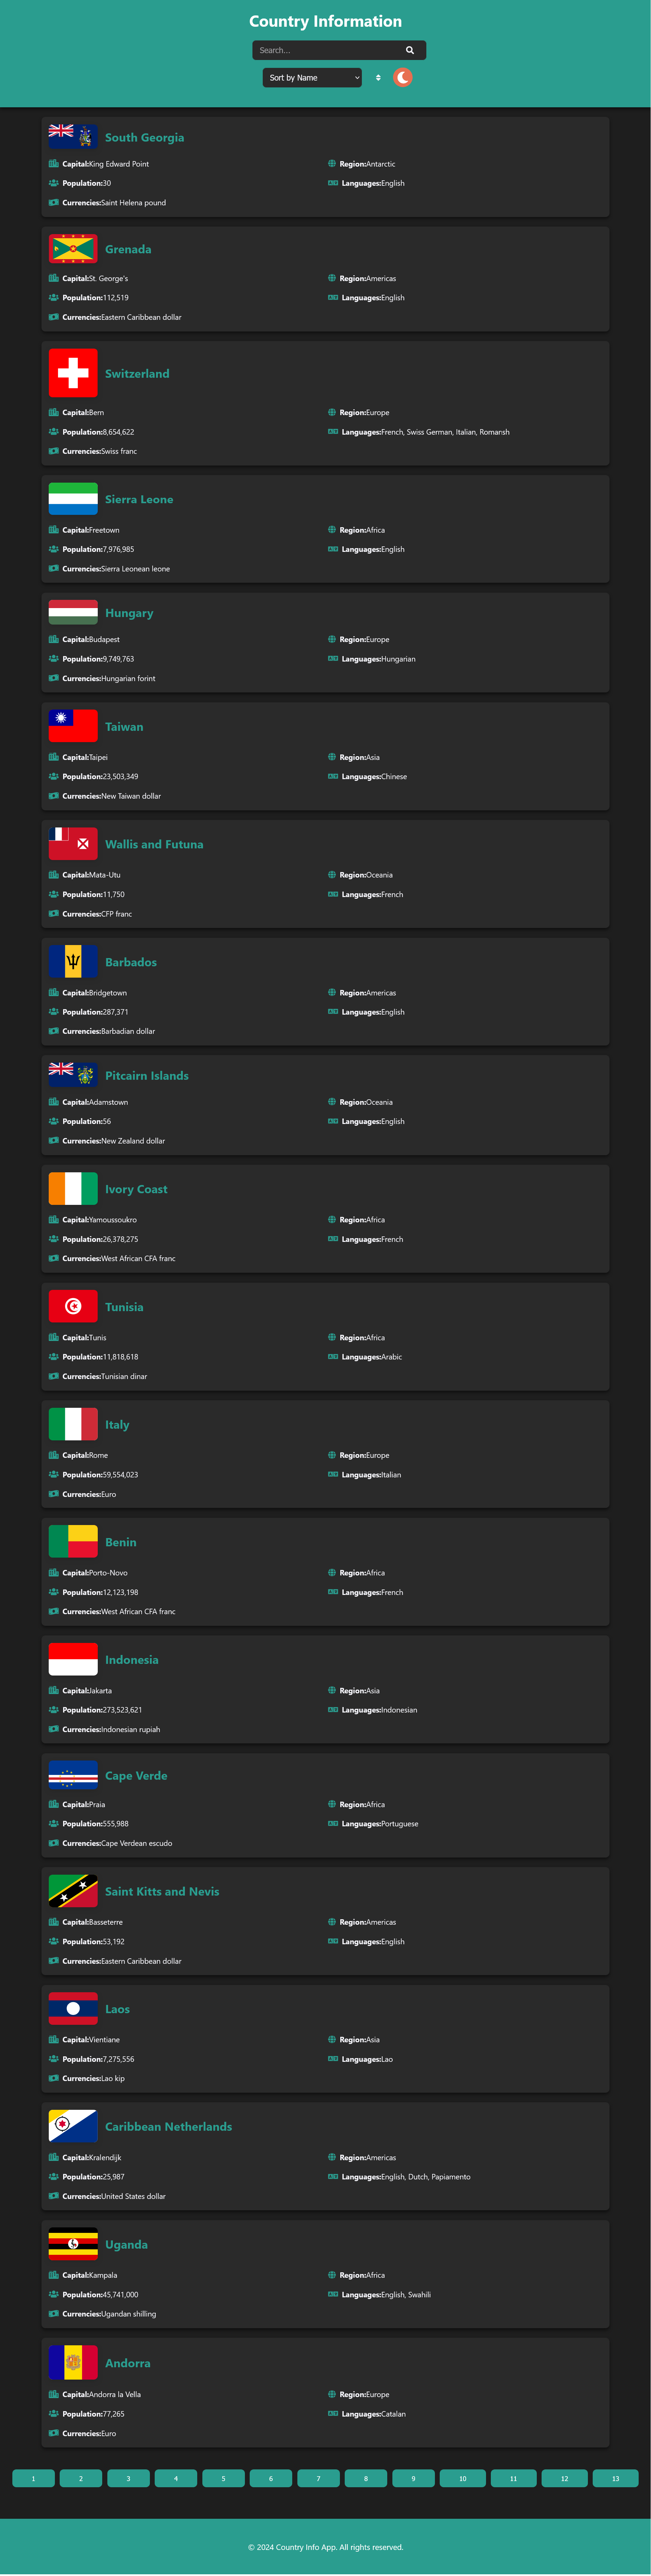 Country Information
Search...
Sort by Name
South Georgia
Capital:King Edward Point Region:Antarctic
Population:30 Languages:English
Currencies:Saint Helena pound
Grenada
Capital:St. George's Region:Americas
Population:112,519 Languages:English
Currencies:Eastern Caribbean dollar
Switzerland
Capital:Bern Region:Europe
Population:8,654,622 Languages:French, Swiss German, Italian, Romansh
Currencies:Swiss franc
Sierra Leone
Capital:Freetown Region:Africa
Population:7,976,985 Languages:English
Currencies:Sierra Leonean leone
Hungary
Capital:Budapest Region:Europe
Population:9,749,763 Languages:Hungarian
Currencies:Hungarian forint
Taiwan
Capital:Taipei Region:Asia
Population:23,503,349 Languages:Chinese
Currencies:New Taiwan dollar
Wallis and Futuna
Capital:Mata-Utu Region:Oceania
Population:11,750 Languages:French
Currencies:CFP franc
Barbados
Capital:Bridgetown Region:Americas
Population:287,371 Languages:English
Currencies:Barbadian dollar
Pitcairn Islands
Capital:Adamstown Region:Oceania
Population:56 Languages:English
Currencies:New Zealand dollar
Ivory Coast
Capital:Yamoussoukro Region:Africa
Population:26,378,275 Languages:French
Currencies:West African CFA franc
Tunisia
Capital:Tunis Region:Africa
Population:11,818,618 Languages:Arabic
Currencies:Tunisian dinar
Italy
Capital:Rome Region:Europe
Population:59,554,023 Languages:Italian
Currencies:Euro
Benin
Capital:Porto-Novo Region:Africa
Population:12,123,198 Languages:French
Currencies:West African CFA franc
Indonesia
Capital:Jakarta Region:Asia
Population:273,523,621 Languages:Indonesian
Currencies:Indonesian rupiah
Cape Verde
Capital:Praia Region:Africa
Population:555,988 Languages:Portuguese
Currencies:Cape Verdean escudo
Saint Kitts and Nevis
Capital:Basseterre Region:Americas
Population:53,192 Languages:English
Currencies:Eastern Caribbean dollar
Laos
Capital:Vientiane Region:Asia
Population:7,275,556 Languages:Lao
Currencies:Lao kip
Caribbean Netherlands
Capital:Kralendijk Region:Americas
Population:25,987 Languages:English, Dutch, Papiamento
Currencies:United States dollar
Uganda
Capital:Kampala Region:Africa
Population:45,741,000 Languages:English, Swahili
Currencies:Ugandan shilling
Andorra
Capital:Andorra la Vella Region:Europe
Population:77,265 Languages:Catalan
Currencies:Euro
1 2 3 4 5 6 7 8 9 10 11 12 13
© 2024 Country Info App. All rights reserved.